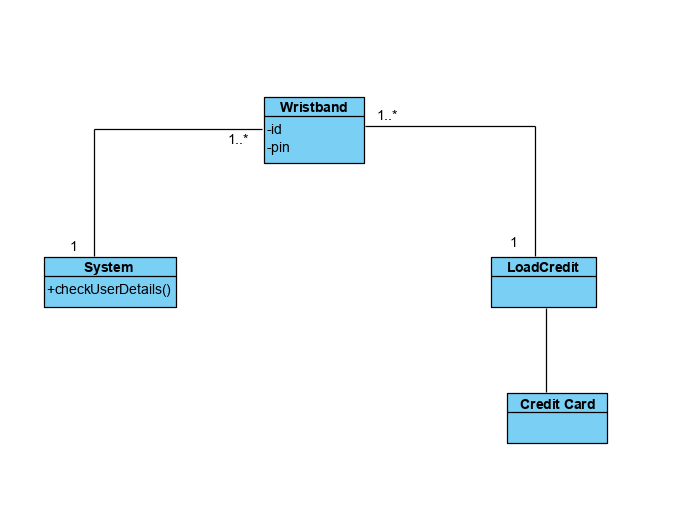 Wristband
-id
-pin
1..*
1..*
1
System
+checkUserDetails()
1
LoadCredit
Credit Card